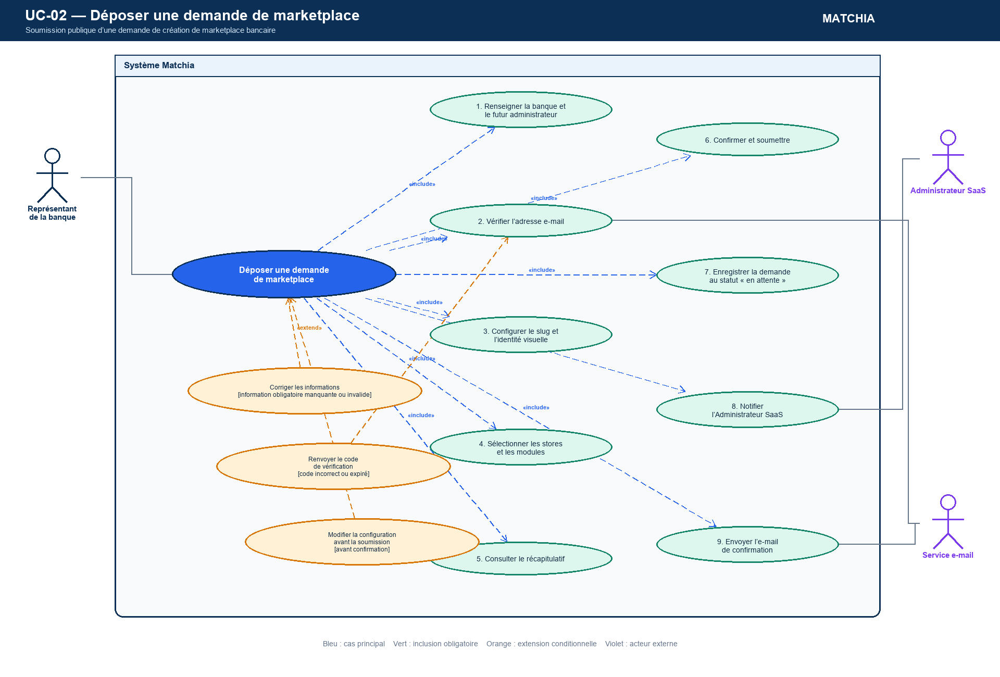 UC-02 — Déposer une demande de marketplace
Soumission publique d’une demande de création de marketplace bancaire
MATCHIA
Système Matchia
1. Renseigner la banque et
le futur administrateur
6. Confirmer et soumettre
Représentant
de la banque
Administrateur SaaS
«include»
«include»
2. Vérifier l’adresse e-mail
«include»
Déposer une demande
de marketplace
«include»
7. Enregistrer la demande
au statut « en attente »
«include»
«extend»
3. Configurer le slug et
l’identité visuelle
«include»
Corriger les informations
[information obligatoire manquante ou invalide]
«include»
«include»
8. Notifier
l’Administrateur SaaS
4. Sélectionner les stores
et les modules
Renvoyer le code
de vérification
[code incorrect ou expiré]
Modifier la configuration
avant la soumission
[avant confirmation]
5. Consulter le récapitulatif
9. Envoyer l’e-mail
de confirmation
Service e-mail
Bleu : cas principal    Vert : inclusion obligatoire    Orange : extension conditionnelle    Violet : acteur externe